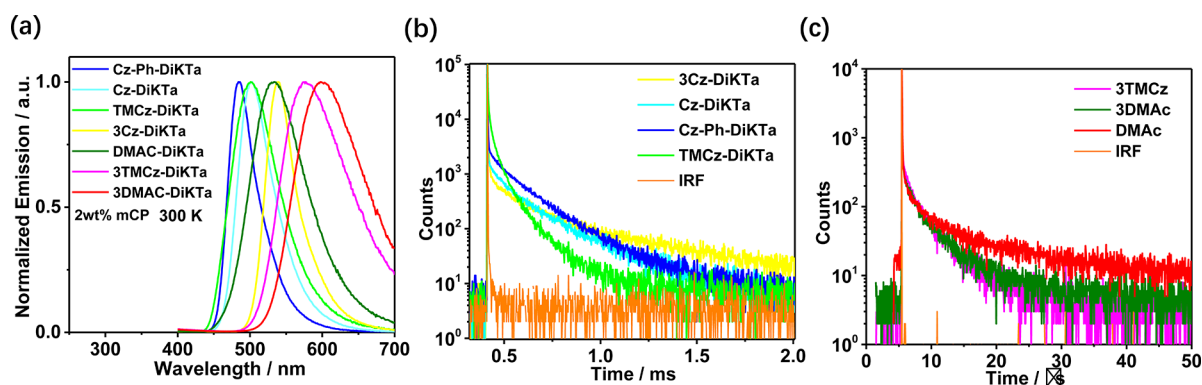 (a)
Normalized Emission / a.u.
1.0
0.5
0.0
Cz-Ph-DiKTa
Cz-DiKTa
TMCz-DiKTa
3Cz-DiKTa
DMAC-DiKTa
3TMCz-DiKTa
3DMAC-DiKTa
2wt% mCP 300 K
300 400 500 600 700
Wavelength / nm
(b)
Counts
10^5
10^4
10^3
10^2
10^1
10^0
3Cz-DiKTa
Cz-DiKTa
Cz-Ph-DiKTa
TMCz-DiKTa
IRF
0.5 1.0 1.5 2.0
Time / ms
(c)
Counts
10^4
10^3
10^2
10^1
10^0
3TMCz
3DMAc
DMAc
IRF
0 10 20 30 40 50
Time / s